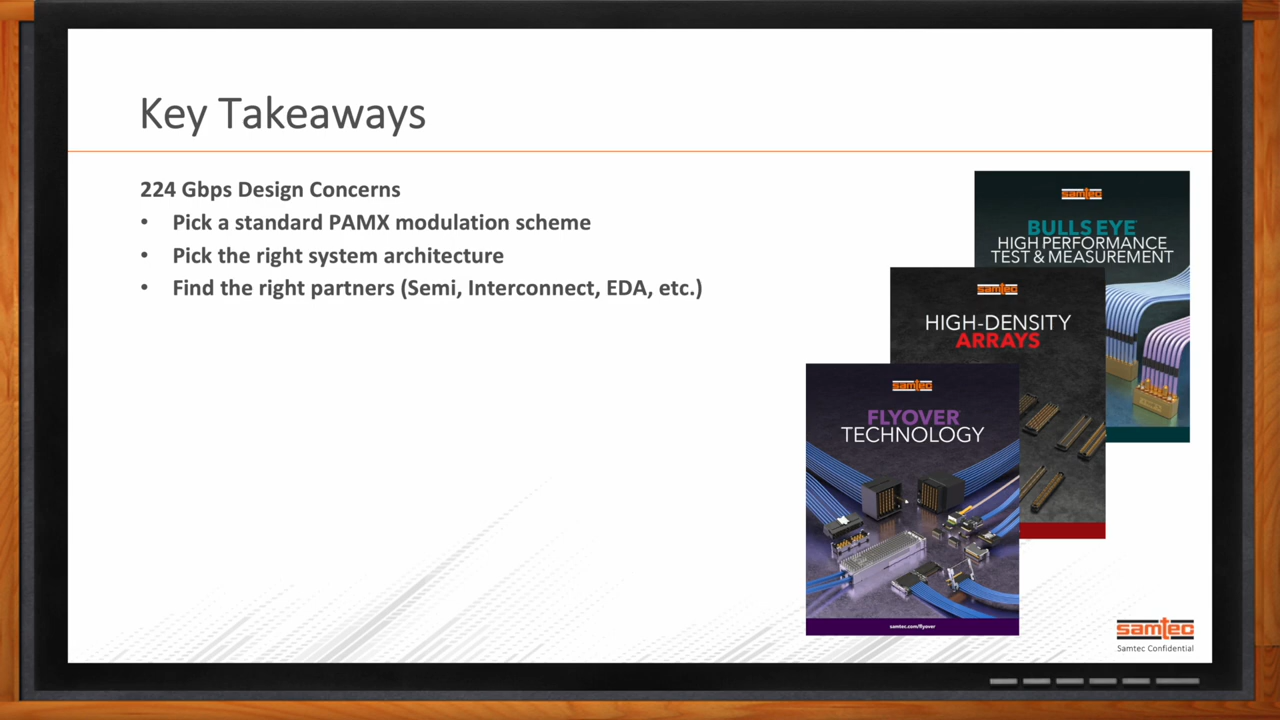 Key Takeaways
224 Gbps Design Concerns
• Pick a standard PAMX modulation scheme
• Pick the right system architecture
• Find the right partners (Semi, Interconnect, EDA, etc.)
samtec
BULLS EYE
HIGH PERFORMANCE
TEST & MEASUREMENT
samtec
HIGH-DENSITY
ARRAYS
samtec
FLYOVER
TECHNOLOGY
samtec.com/flyover
samtec
Samtec Confidential